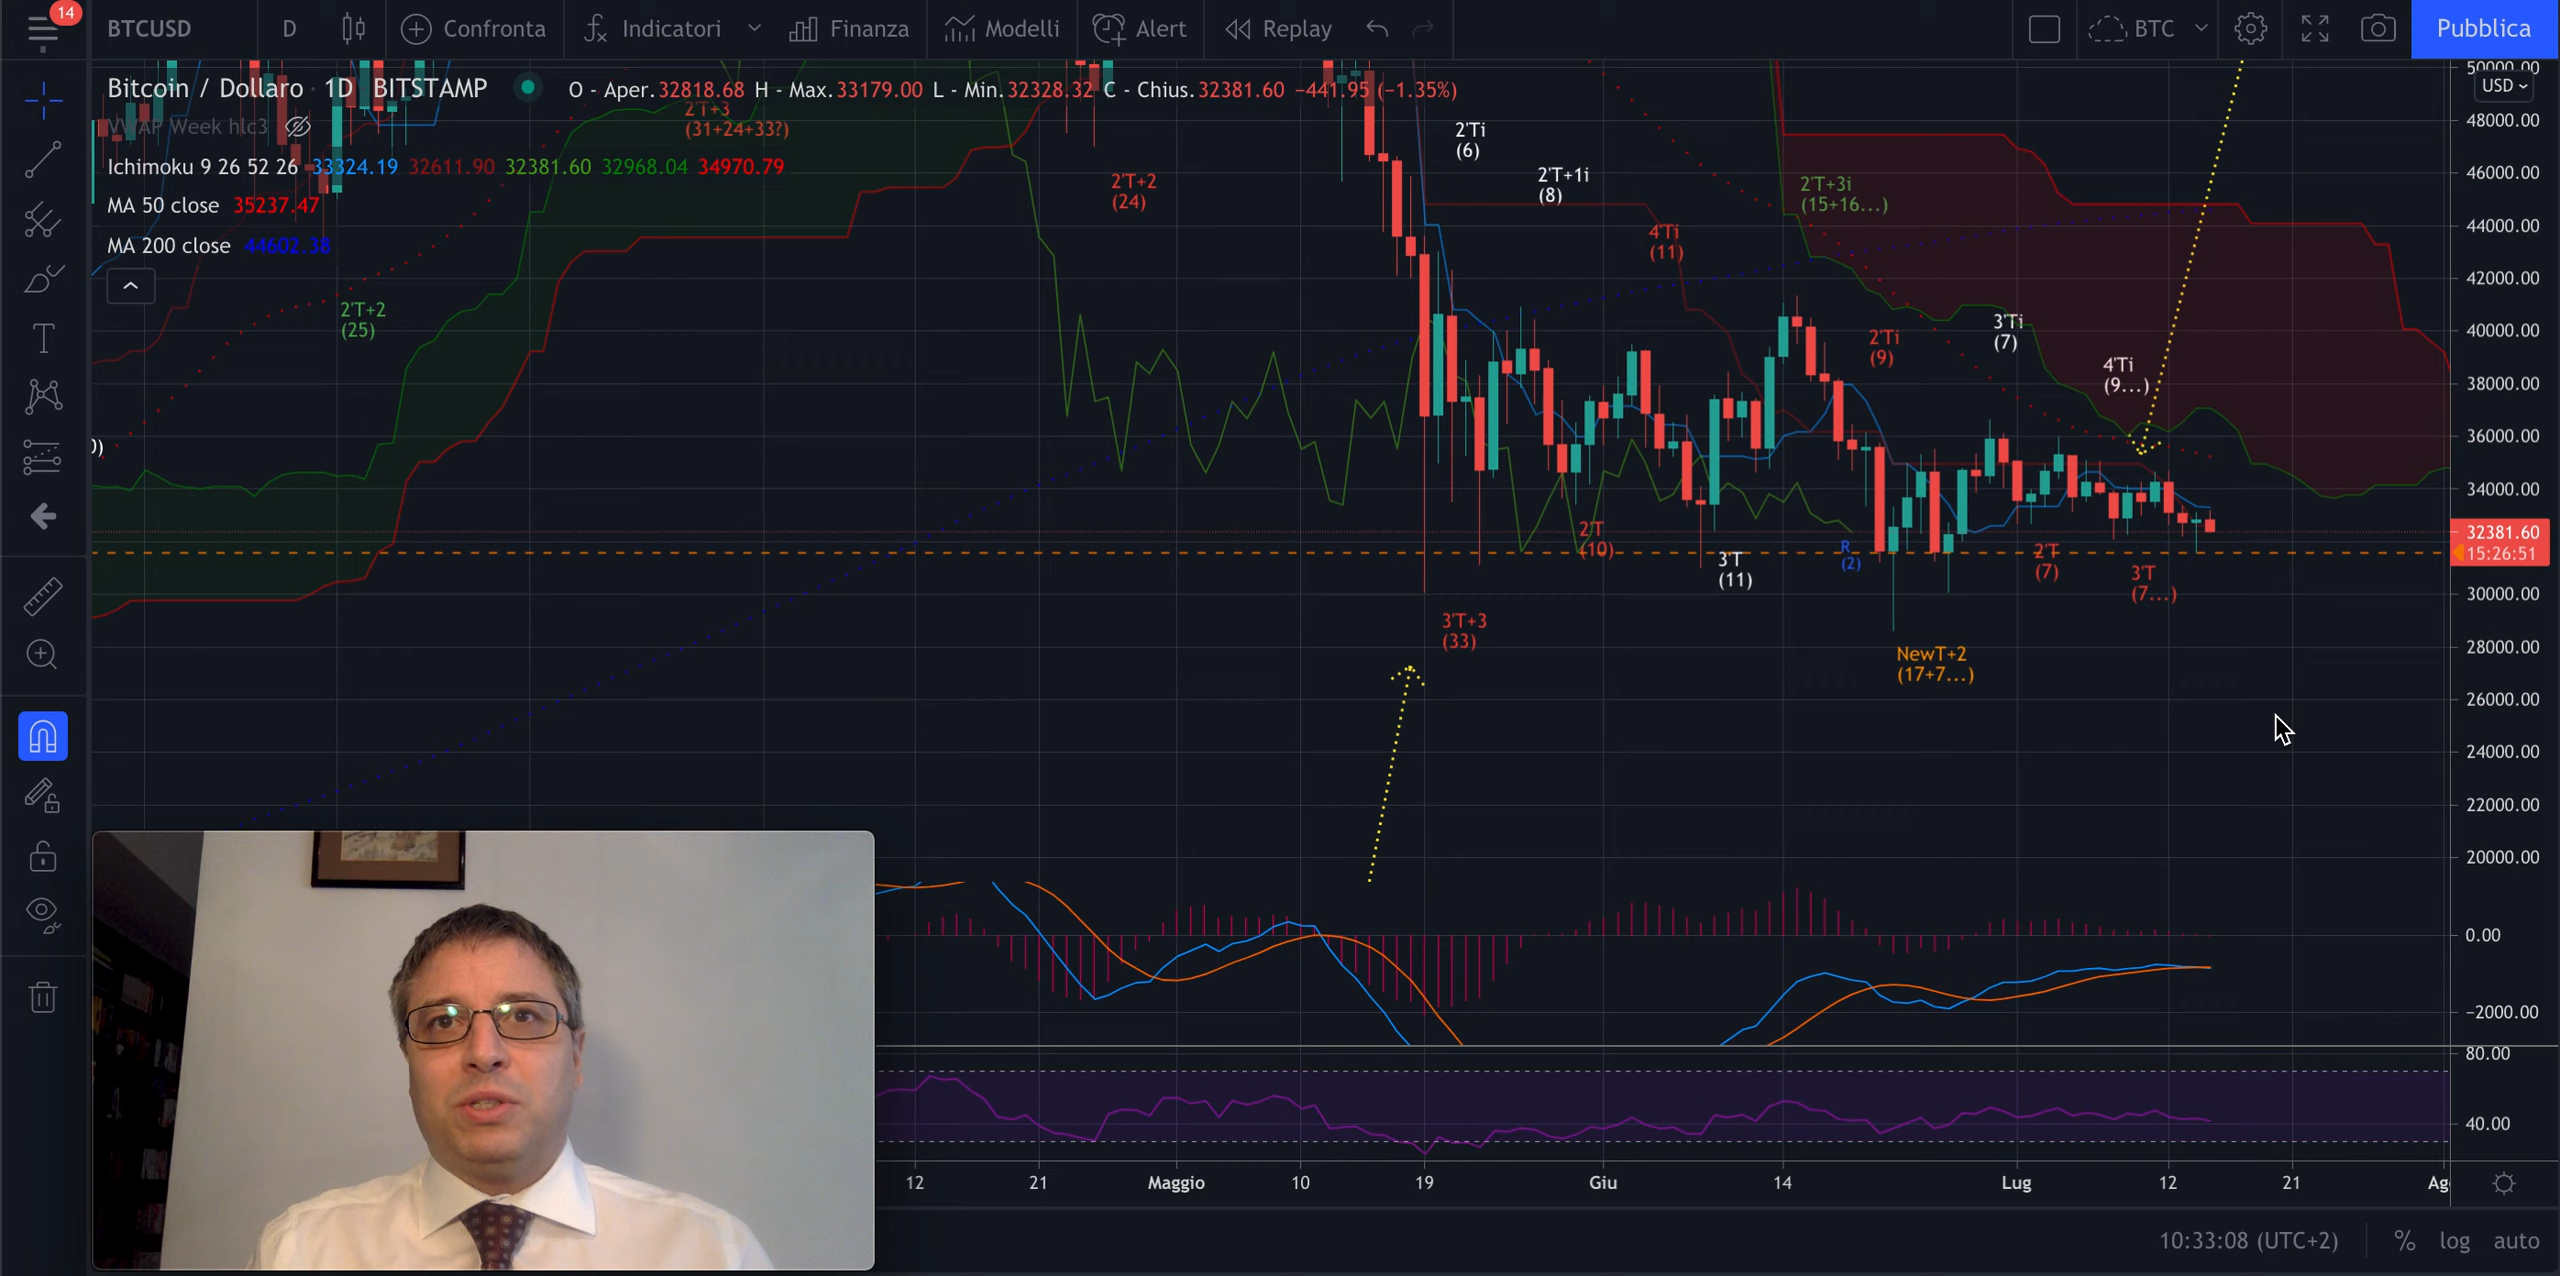 14
BTCUSD D Confronta Indicatori Finanza Modelli Alert Replay BTC Pubblica
Bitcoin / Dollaro · 1D BITSTAMP O - Aper.32818.68 H - Max.33179.00 L - Min.32328.32 C - Chius.32381.60 −441.95 (−1.35%)
VWAP Week hlc3
Ichimoku 9 26 52 26 33324.19 32611.90 32381.60 32968.04 34970.79
MA 50 close 35237.47
MA 200 close 44602.38
2'T+3
(31+24+33?)
2'T+2
(24)
2'T+2
(25)
0)
2'Ti
(6)
2'T+1i
(8)
4'Ti
(11)
2'T+3i
(15+16...)
2'Ti
(9)
3'Ti
(7)
4'Ti
(9...)
2'T
(10)
3'T
(11)
R
(2)
2'T
(7)
3'T
(7...)
3'T+3
(33)
NewT+2
(17+7...)
50000.00
USD
48000.00
46000.00
44000.00
42000.00
40000.00
38000.00
36000.00
34000.00
32381.60
15:26:51
30000.00
28000.00
26000.00
24000.00
22000.00
20000.00
0.00
−2000.00
80.00
40.00
12 21 Maggio 10 19 Giu 14 Lug 12 21 Ag
10:33:08 (UTC+2) % log auto